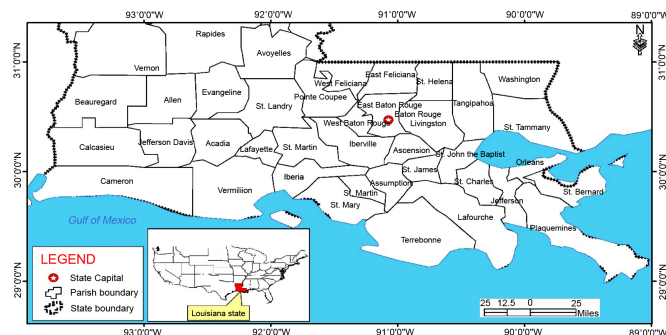 93°0'0"W 92°0'0"W 91°0'0"W 90°0'0"W 89°0'0"W
31°0'0"N
30°0'0"N
29°0'0"N
N
Rapides
Avoyelles
Vernon
West Feliciana
East Feliciana
St. Helena
Washington
Beauregard
Allen
Evangeline
St. Landry
Pointe Coupee
East Baton Rouge
Tangipahoa
Baton Rouge
West Baton Rouge
Livingston
St. Tammany
Calcasieu
Jefferson Davis
Acadia
Lafayette
St. Martin
Iberville
Ascension
St. John the Baptist
Orleans
Cameron
Vermilion
Iberia
St. Martin
Assumption
St. James
St. Charles
St. Bernard
St. Mary
Jefferson
Lafourche
Plaquemines
Terrebonne
Gulf of Mexico
LEGEND
State Capital
Parish boundary
State boundary
Louisiana state
25 12.5 0 25
Miles
31°0'0"N
30°0'0"N
29°0'0"N
93°0'0"W 92°0'0"W 91°0'0"W 90°0'0"W 89°0'0"W